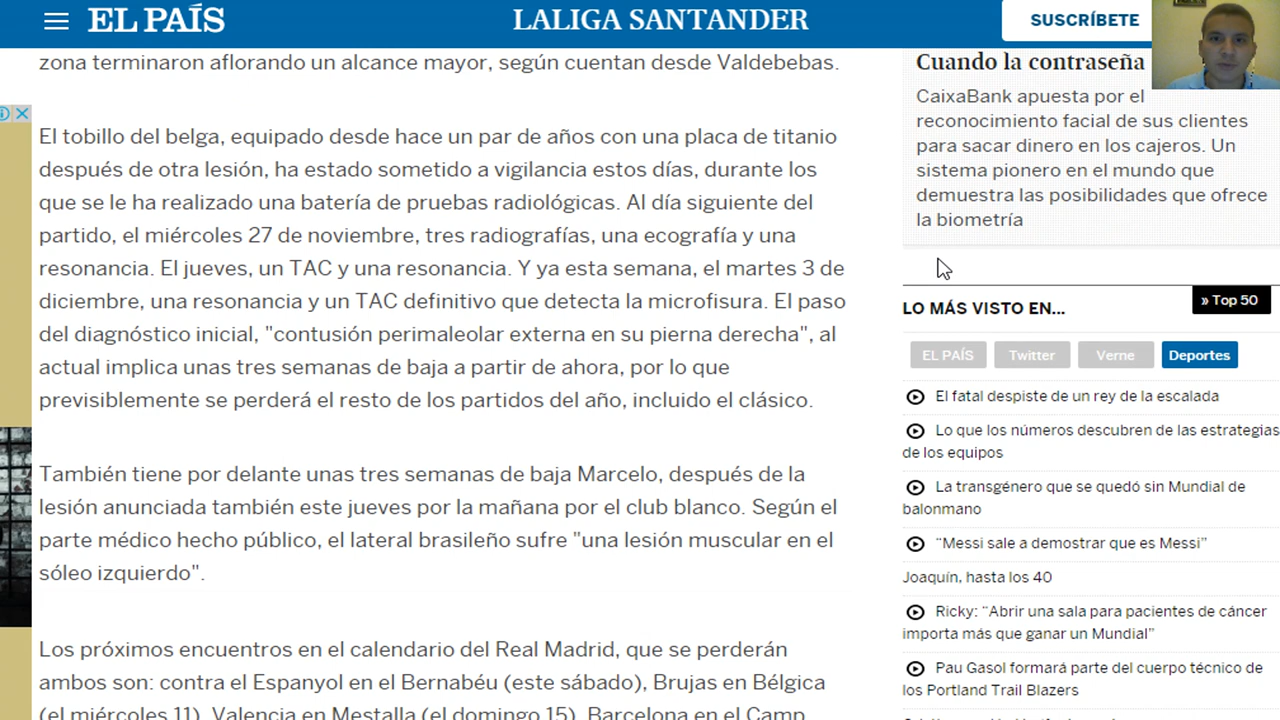 EL PAÍS
LALIGA SANTANDER
SUSCRÍBETE
zona terminaron aflorando un alcance mayor, según cuentan desde Valdebebas.
El tobillo del belga, equipado desde hace un par de años con una placa de titanio
después de otra lesión, ha estado sometido a vigilancia estos días, durante los
que se le ha realizado una batería de pruebas radiológicas. Al día siguiente del
partido, el miércoles 27 de noviembre, tres radiografías, una ecografía y una
resonancia. El jueves, un TAC y una resonancia. Y ya esta semana, el martes 3 de
diciembre, una resonancia y un TAC definitivo que detecta la microfisura. El paso
del diagnóstico inicial, "contusión perimaleolar externa en su pierna derecha", al
actual implica unas tres semanas de baja a partir de ahora, por lo que
previsiblemente se perderá el resto de los partidos del año, incluido el clásico.
También tiene por delante unas tres semanas de baja Marcelo, después de la
lesión anunciada también este jueves por la mañana por el club blanco. Según el
parte médico hecho público, el lateral brasileño sufre "una lesión muscular en el
sóleo izquierdo".
Los próximos encuentros en el calendario del Real Madrid, que se perderán
ambos son: contra el Espanyol en el Bernabéu (este sábado), Brujas en Bélgica
(el miércoles 11), Valencia en Mestalla (el domingo 15), Barcelona en el Camp
Cuando la contraseña
CaixaBank apuesta por el
reconocimiento facial de sus clientes
para sacar dinero en los cajeros. Un
sistema pionero en el mundo que
demuestra las posibilidades que ofrece
la biometría
LO MÁS VISTO EN...
» Top 50
EL PAÍS
Twitter
Verne
Deportes
El fatal despiste de un rey de la escalada
Lo que los números descubren de las estrategias
de los equipos
La transgénero que se quedó sin Mundial de
balonmano
“Messi sale a demostrar que es Messi”
Joaquín, hasta los 40
Ricky: “Abrir una sala para pacientes de cáncer
importa más que ganar un Mundial”
Pau Gasol formará parte del cuerpo técnico de
los Portland Trail Blazers